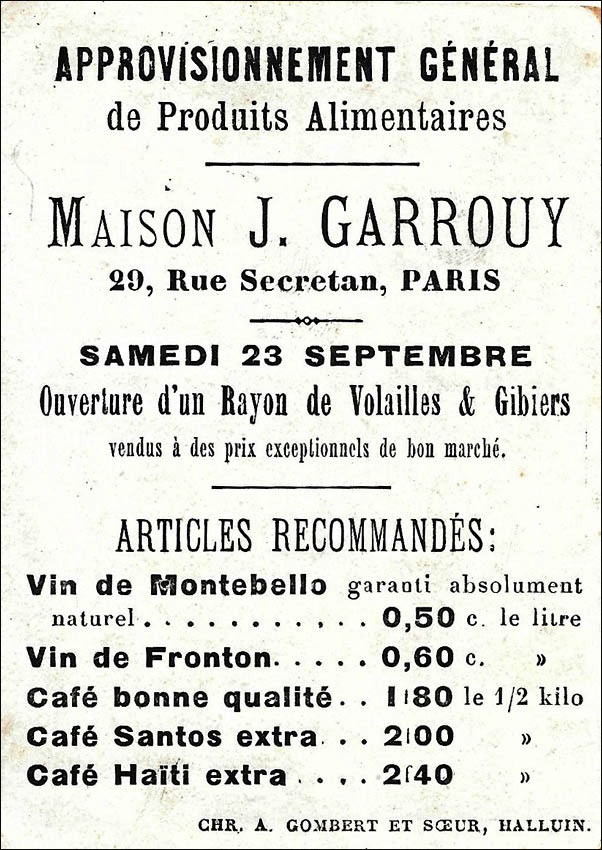 APPROVISIONNEMENT GÉNÉRAL
de Produits Alimentaires
MAISON J. GARROUY
29, Rue Secretan, PARIS
SAMEDI 23 SEPTEMBRE
Ouverture d'un Rayon de Volailles & Gibiers
vendus à des prix exceptionnels de bon marché.
ARTICLES RECOMMANDÉS:
Vin de Montebello garanti absolument
naturel . . . . . . . . . . . 0,50 c. le litre
Vin de Fronton. . . . . . 0,60 c. »
Café bonne qualité. . 1f80 le 1/2 kilo
Café Santos extra. . . 2f00 »
Café Haïti extra . . . . 2f40 »
CHR. A. GOMBERT ET SŒUR, HALLUIN.